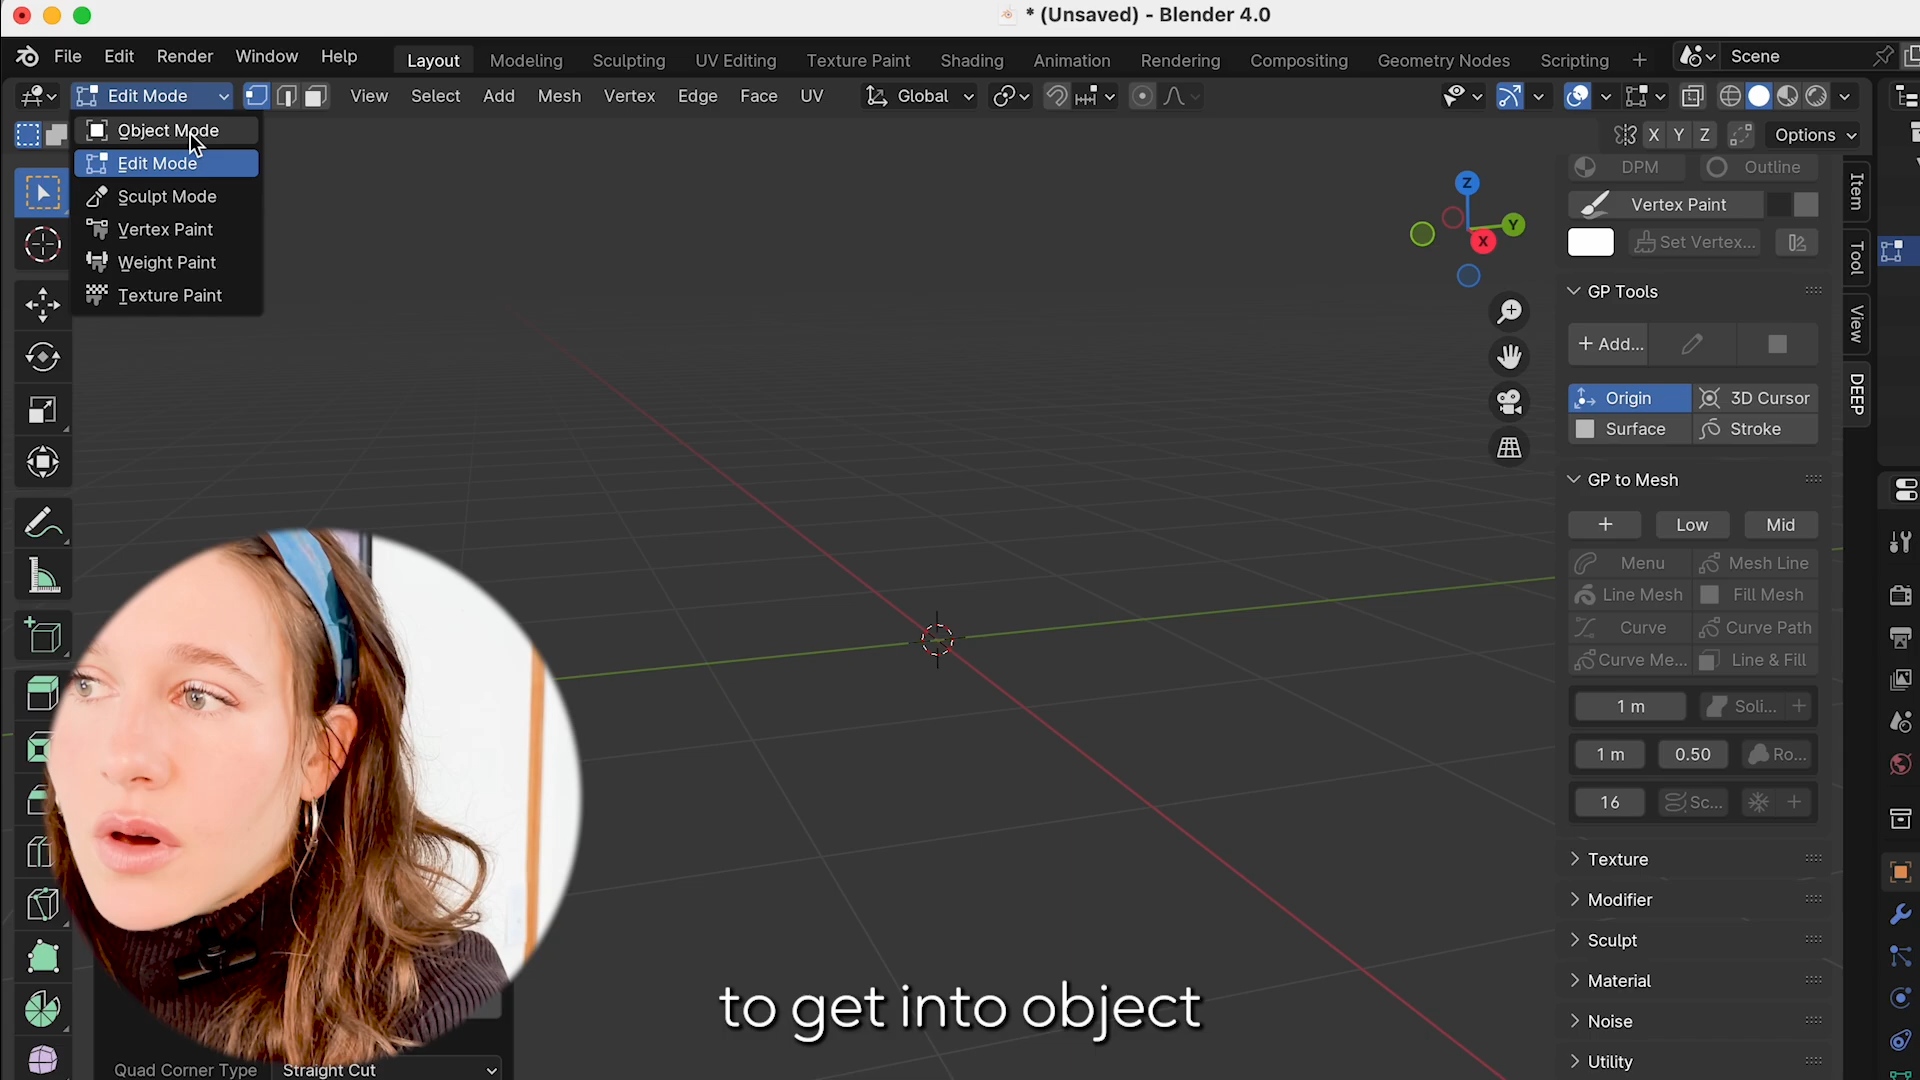 * (Unsaved) - Blender 4.0
File Edit Render Window Help
Layout Modeling Sculpting UV Editing Texture Paint Shading Animation Rendering Compositing Geometry Nodes Scripting +
Scene
Edit Mode
View Select Add Mesh Vertex Edge Face UV
Global
Object Mode
Edit Mode
Sculpt Mode
Vertex Paint
Weight Paint
Texture Paint
X Y Z
Options
Z
Y
X
DPM Outline
Vertex Paint
Set Vertex...
GP Tools
+ Add...
Origin 3D Cursor
Surface Stroke
GP to Mesh
+ Low Mid
Menu Mesh Line
Line Mesh Fill Mesh
Curve Curve Path
Curve Me... Line & Fill
1 m Soli... +
1 m 0.50 Ro...
16 Sc... +
Texture
Modifier
Sculpt
Material
Noise
Utility
Item
Tool
View
DEEP
to get into object
Quad Corner Type Straight Cut